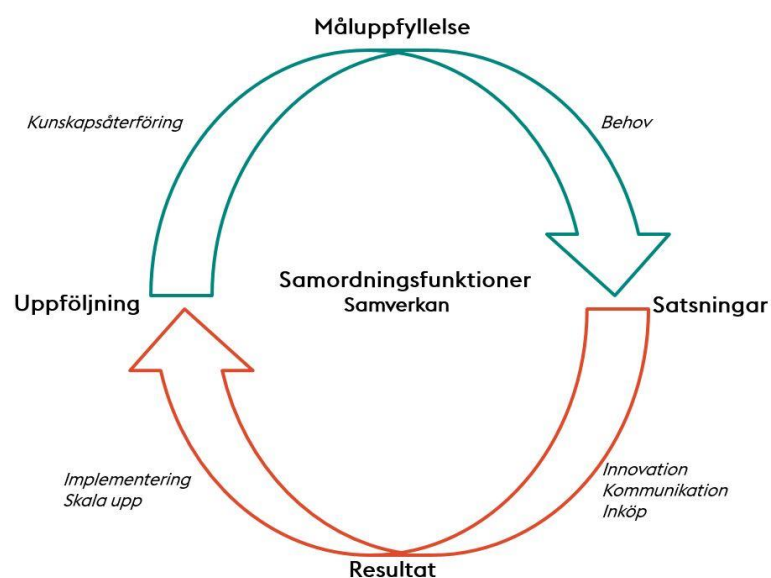 Måluppfyllelse
Kunskapsåterföring
Behov
Samordningsfunktioner
Samverkan
Uppföljning
Satsningar
Implementering
Skala upp
Innovation
Kommunikation
Inköp
Resultat